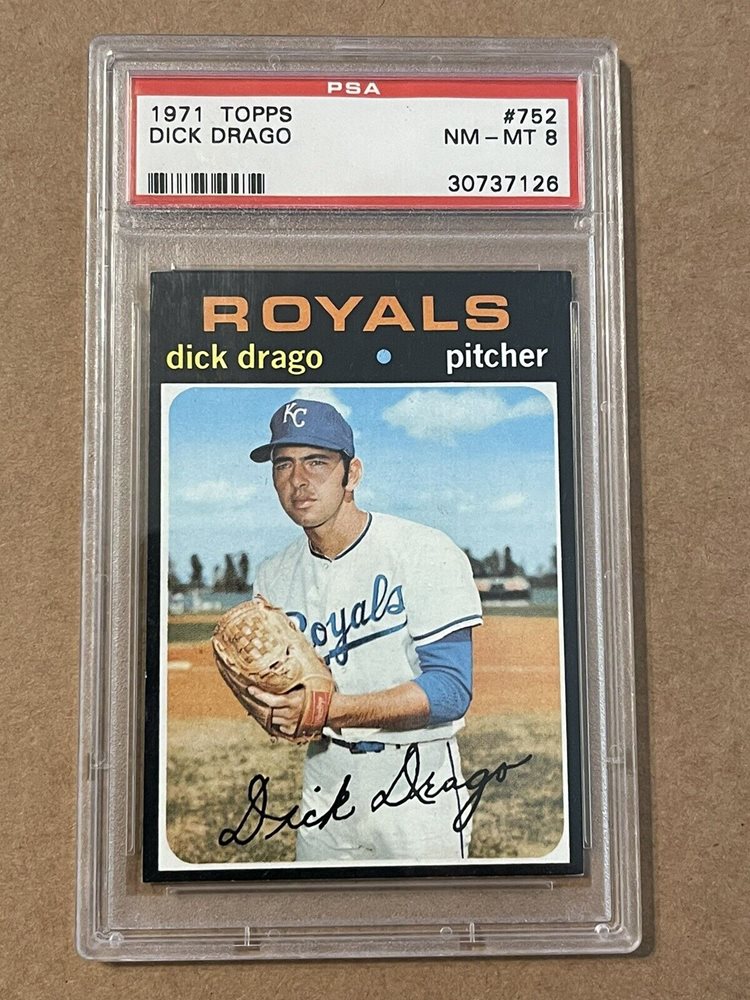 PSA
1971 TOPPS #752
DICK DRAGO NM - MT 8
30737126
ROYALS
dick drago • pitcher
KC
Royals
Dick Drago